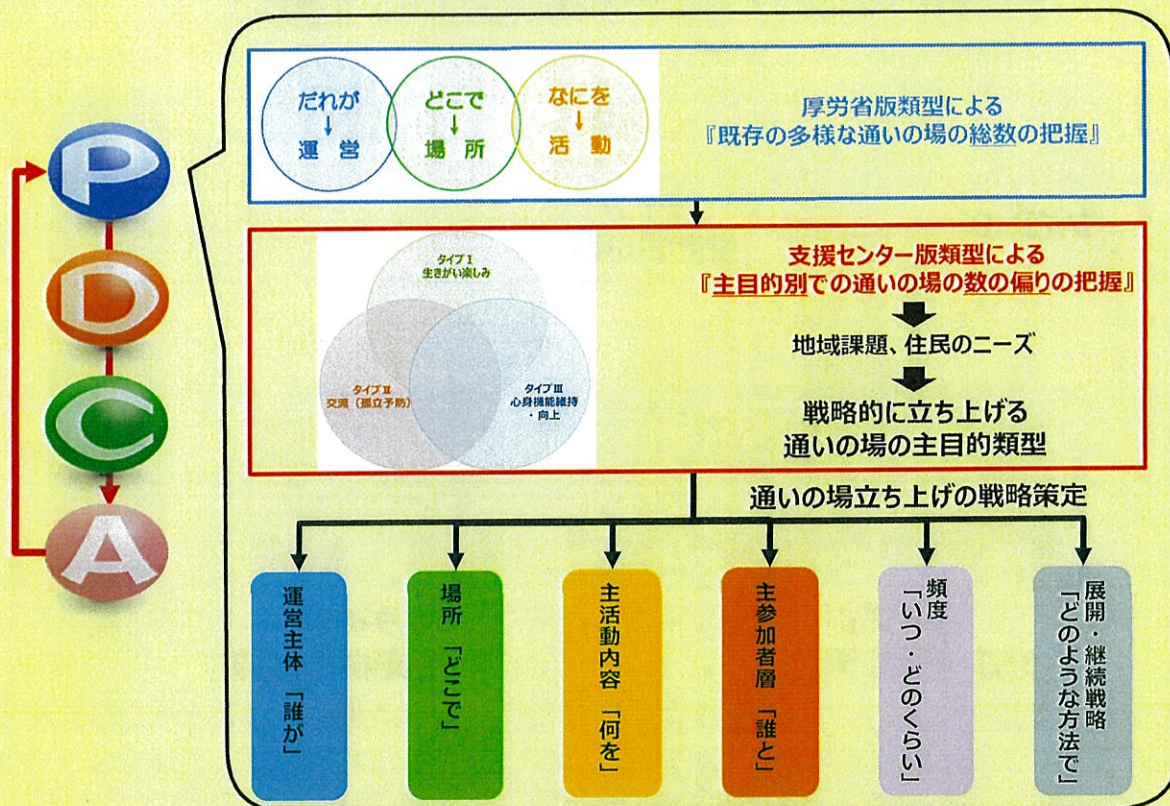 P
D
C
A
だれが
↓
運営
どこで
↓
場所
なにを
↓
活動
厚労省版類型による
『既存の多様な通いの場の総数の把握』
タイプⅠ
生きがい楽しみ
タイプⅡ
交流（孤立予防）
タイプⅢ
心身機能維持
・向上
支援センター版類型による
『主目的別での通いの場の数の偏りの把握』
地域課題、住民のニーズ
戦略的に立ち上げる
通いの場の主目的類型
通いの場立ち上げの戦略策定
運営主体「誰が」
場所「どこで」
主活動内容「何を」
主参加者層「誰と」
頻度
「いつ・どのくらい」
展開・継続戦略
「どのような方法で」